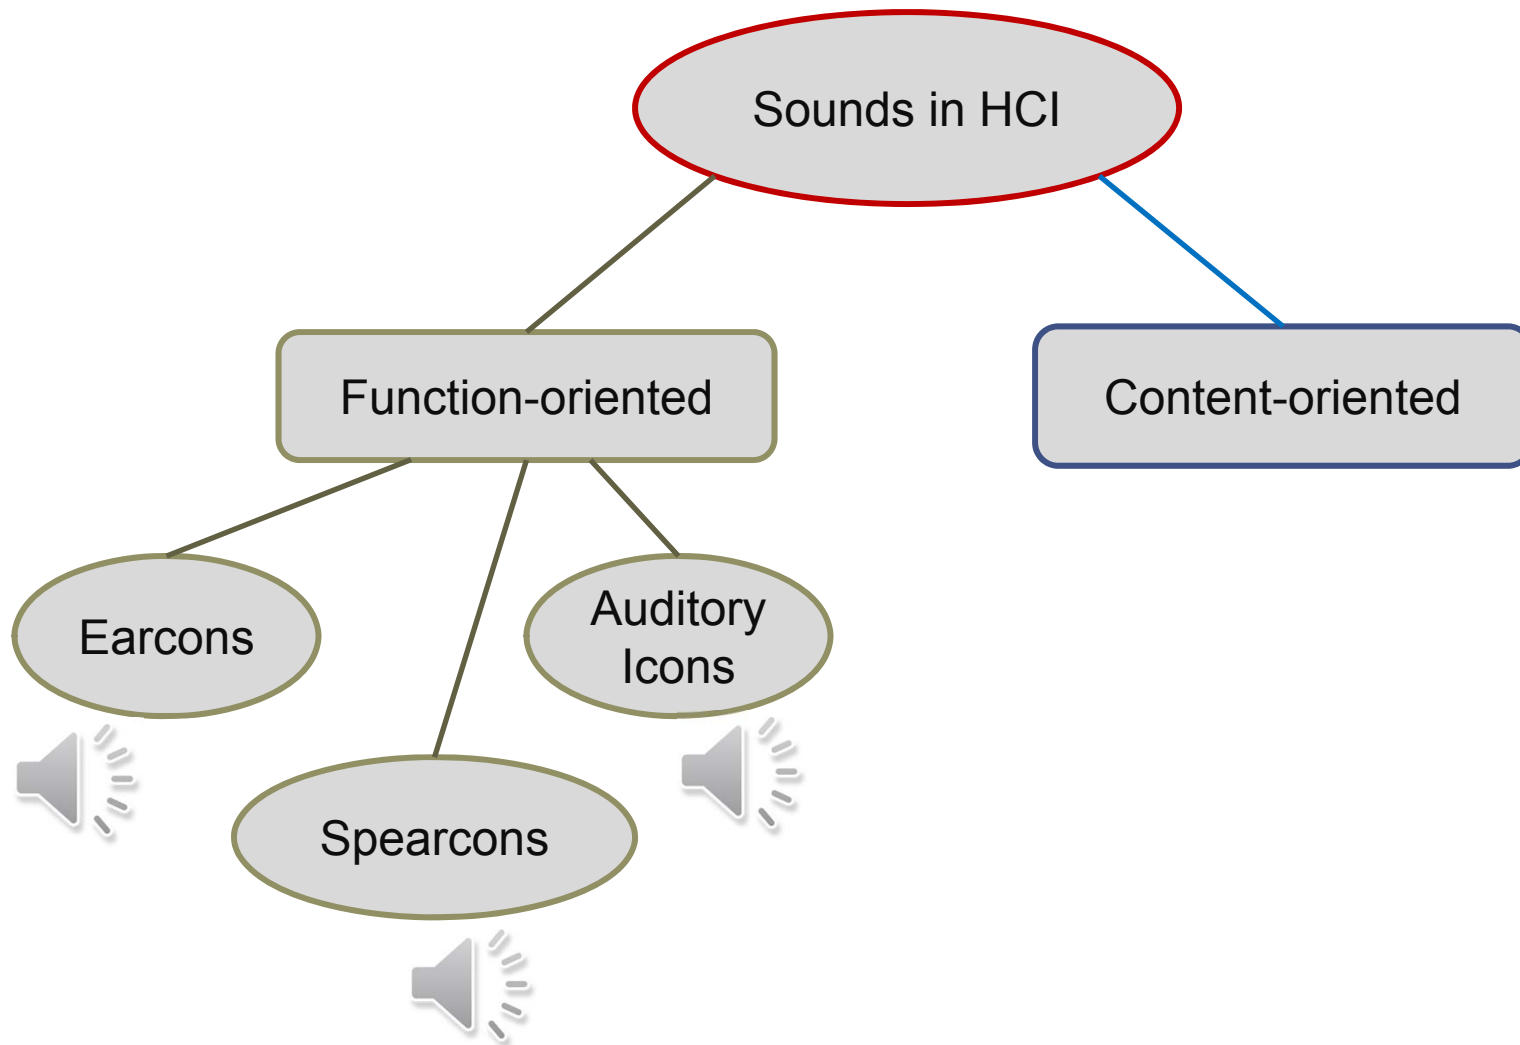 Sounds in HCI
Function-oriented
Content-oriented
Earcons
Auditory
Icons
Spearcons